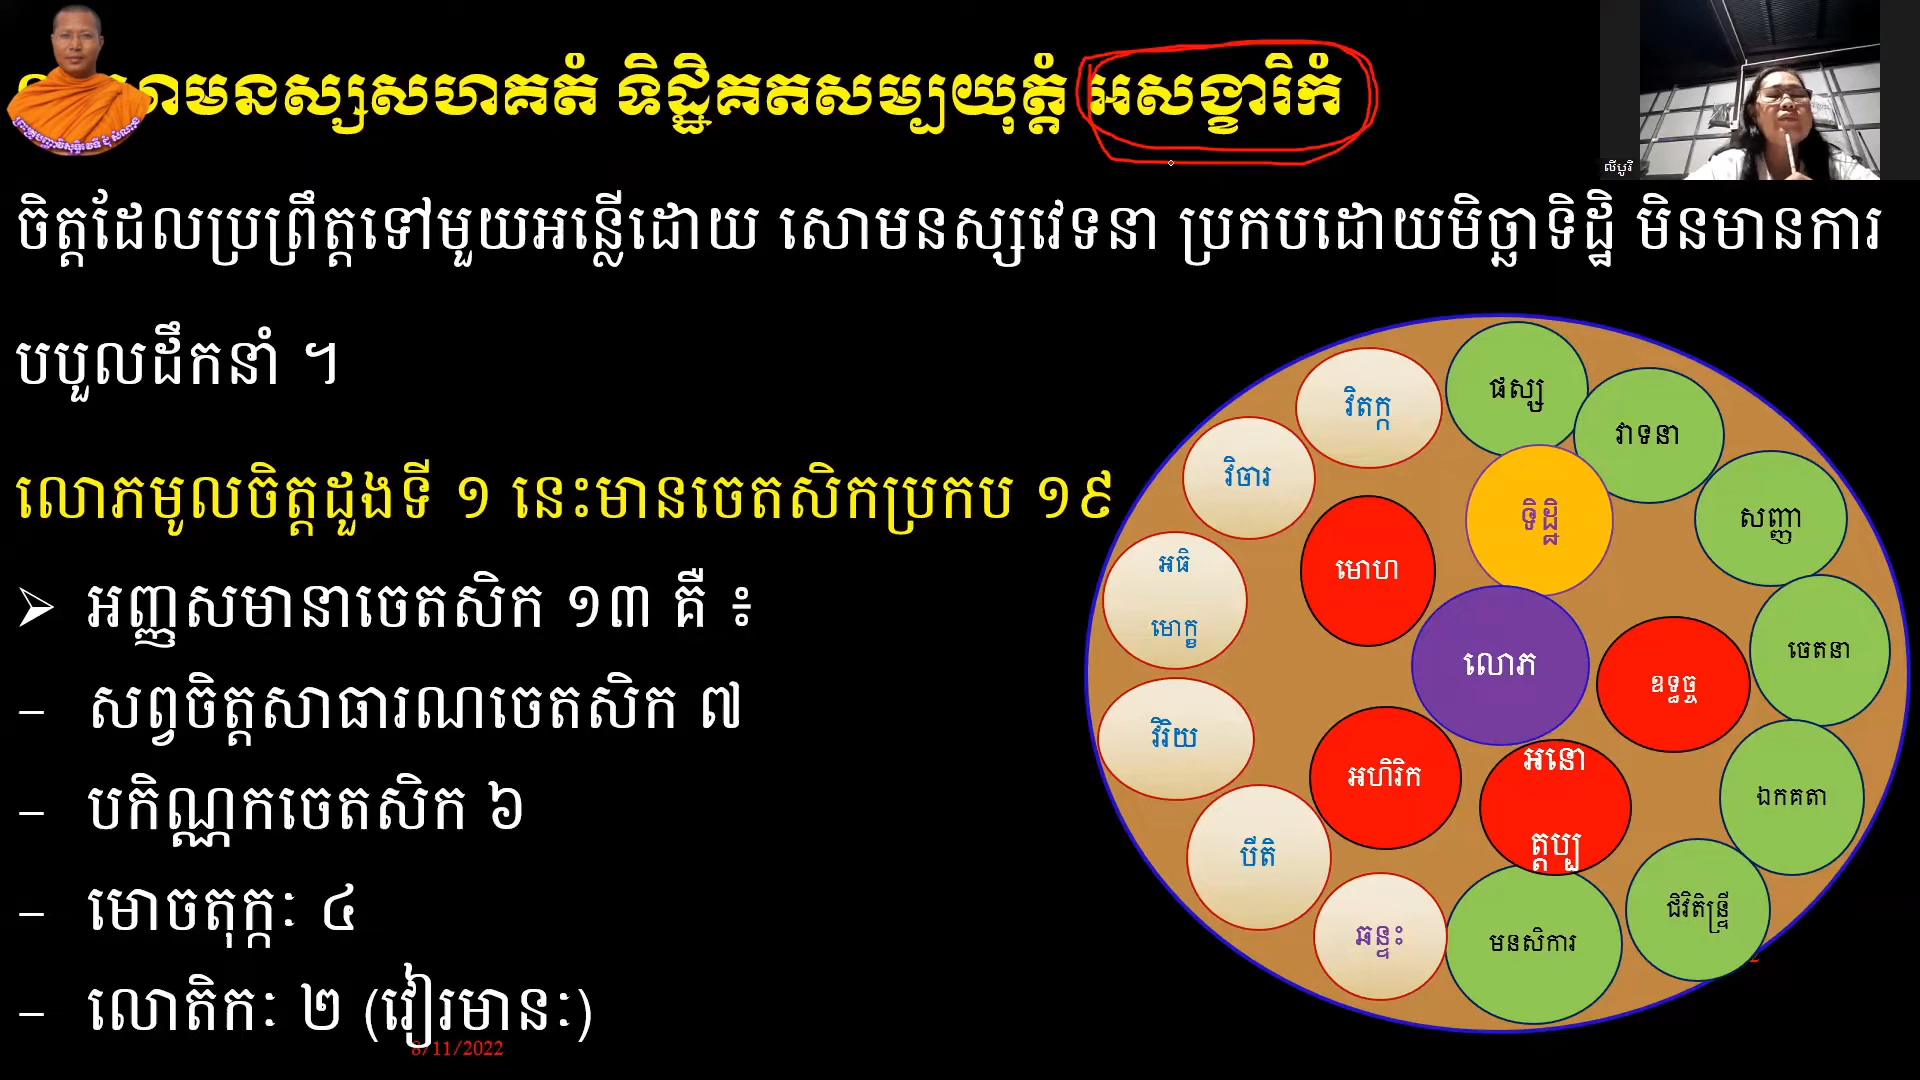 សហគតំ ទិដ្ឋិគតសម្បយុត្តំ អសង្ខារិកំ
លីបូរិ
ចិត្តដែលប្រព្រឹត្តទៅមួយអន្លើដោយ សោមនស្សវេទនា ប្រកបដោយមិច្ឆាទិដ្ឋិ មិនមានការ
បបួលដឹកនាំ ។
លោភមូលចិត្តដួងទី ១ នេះមានចេតសិកប្រកប ១៩
➢ អញ្ញសមានាចេតសិក ១៣ គឺ ៖
- សព្វចិត្តសាធារណចេតសិក ៧
- បកិណ្ណកចេតសិក ៦
- មោចតុក្កៈ ៤
- លោតិកៈ ២ (វៀរមានៈ)
8/11/2022
ផស្ស
វាទនា
សញ្ញា
ចេតនា
ឯកគតា
ជិវិតិន្ទ្រី
មនសិការ
ឆន្ទះ
បីតិ
វិរិយ
អធិ
មោក្ខ
វិចារ
វិតក្ក
ទិដ្ឋិ
មោហ
លោភ
ឧទ្ធច្ច
អហិរិក
អនោ
ត្តប្ប